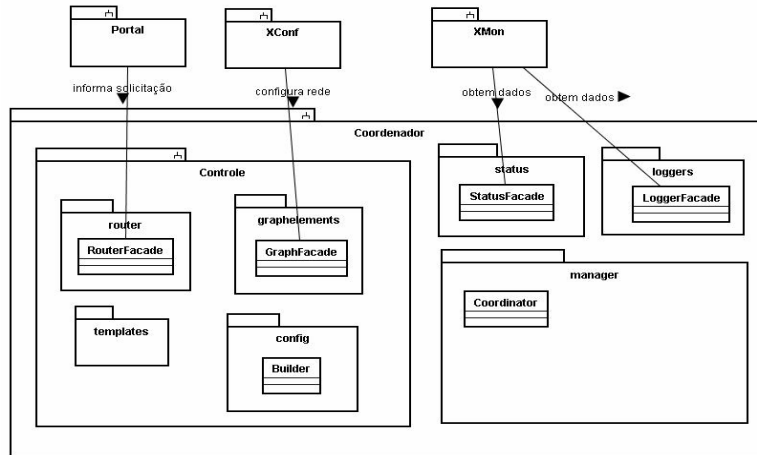 Portal
XConf
XMon
informa solicitação
configura rede
obtem dados
obtem dados
Coordenador
Controle
status
loggers
StatusFacade
LoggerFacade
router
graphelements
RouterFacade
GraphFacade
manager
Coordinator
templates
config
Builder